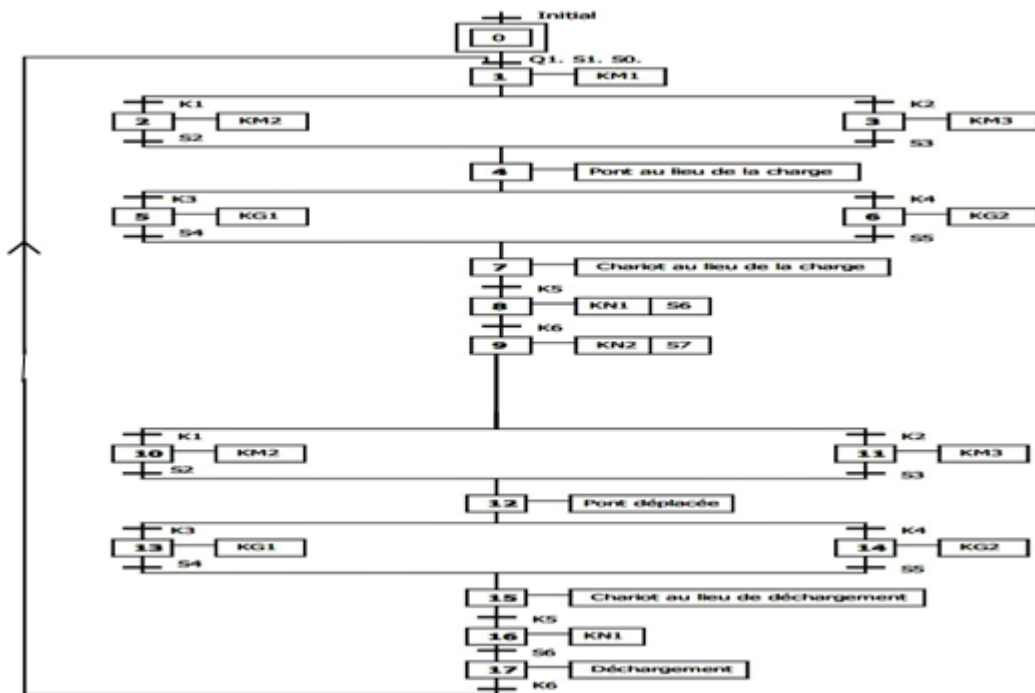 Initial
0
1 Q1. S1. S0.
1 KM1
K1 K2
2 KM2 3 KM3
S2 S3
4 Pont au lieu de la charge
K3 K4
5 KG1 6 KG2
S4 S5
7 Chariot au lieu de la charge
K5
8 KN1 S6
K6
9 KN2 S7
K1 K2
10 KM2 11 KM3
S2 S3
12 Pont déplacée
K3 K4
13 KG1 14 KG2
S4 S5
15 Chariot au lieu de déchargement
K5
16 KN1
S6
17 Déchargement
K6